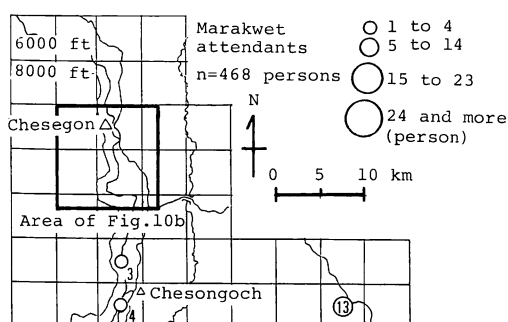 Marakwet
attendants
n=468 persons
1 to 4
5 to 14
15 to 23
24 and more
(person)
6000 ft
8000 ft
N
Chesegon
0 5 10 km
Area of Fig.10b
3
Chesongoch
4
13